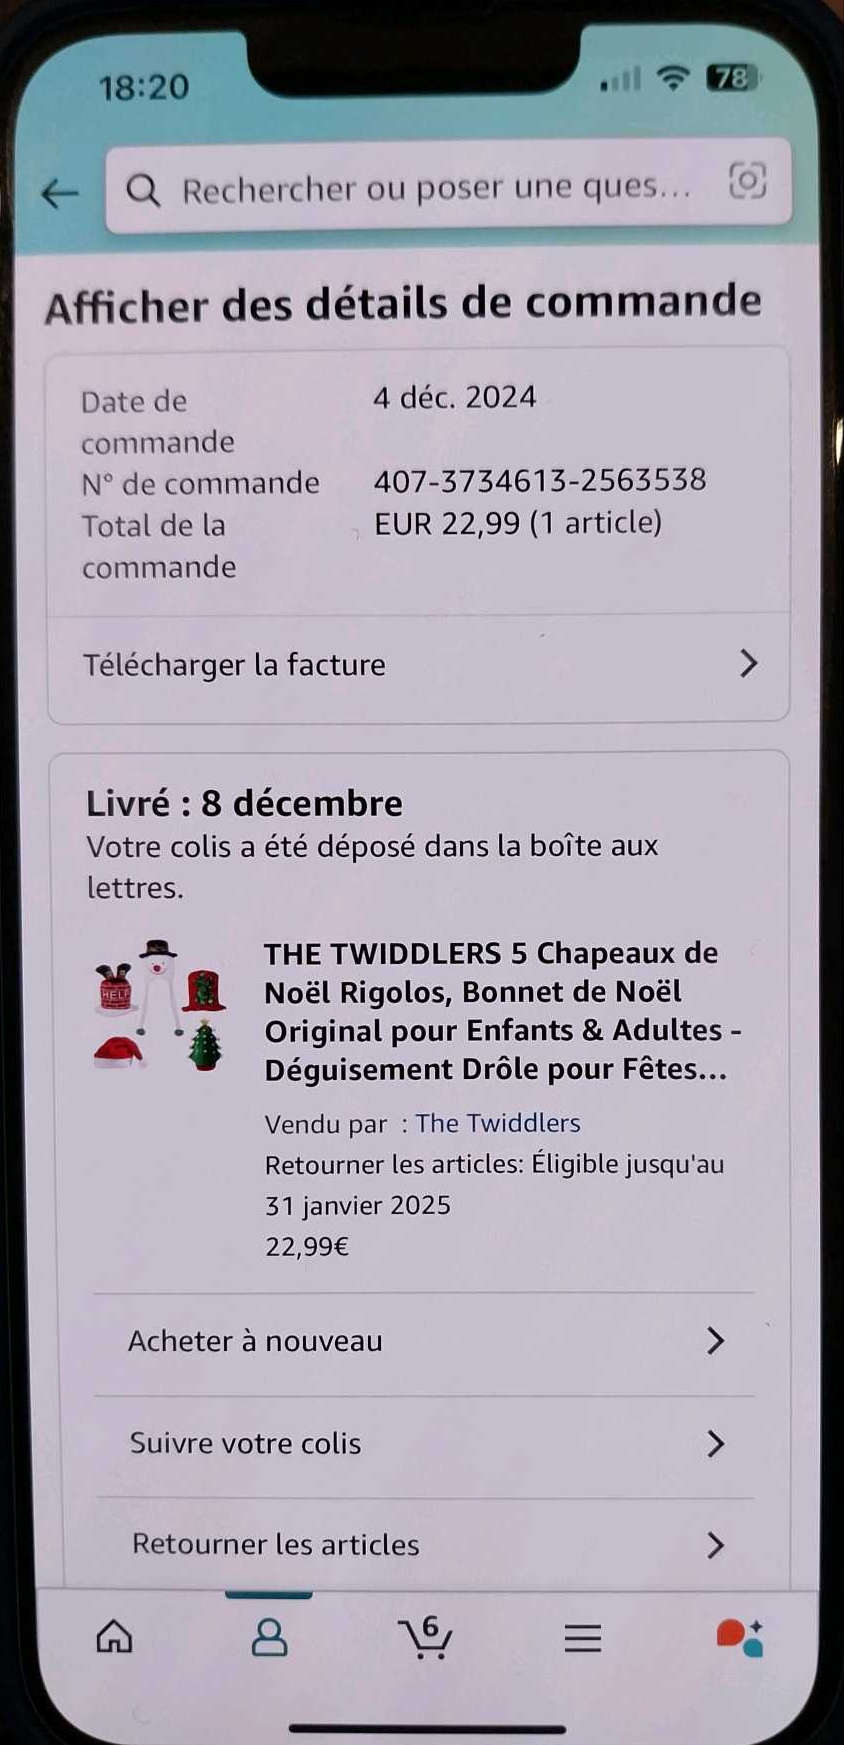 18:20
78
Rechercher ou poser une ques...
Afficher des détails de commande
Date de
commande
4 déc. 2024
N° de commande
407-3734613-2563538
Total de la
commande
EUR 22,99 (1 article)
Télécharger la facture
Livré : 8 décembre
Votre colis a été déposé dans la boîte aux
lettres.
HELP
THE TWIDDLERS 5 Chapeaux de
Noël Rigolos, Bonnet de Noël
Original pour Enfants & Adultes -
Déguisement Drôle pour Fêtes...
Vendu par : The Twiddlers
Retourner les articles: Éligible jusqu'au
31 janvier 2025
22,99€
Acheter à nouveau
Suivre votre colis
Retourner les articles
6